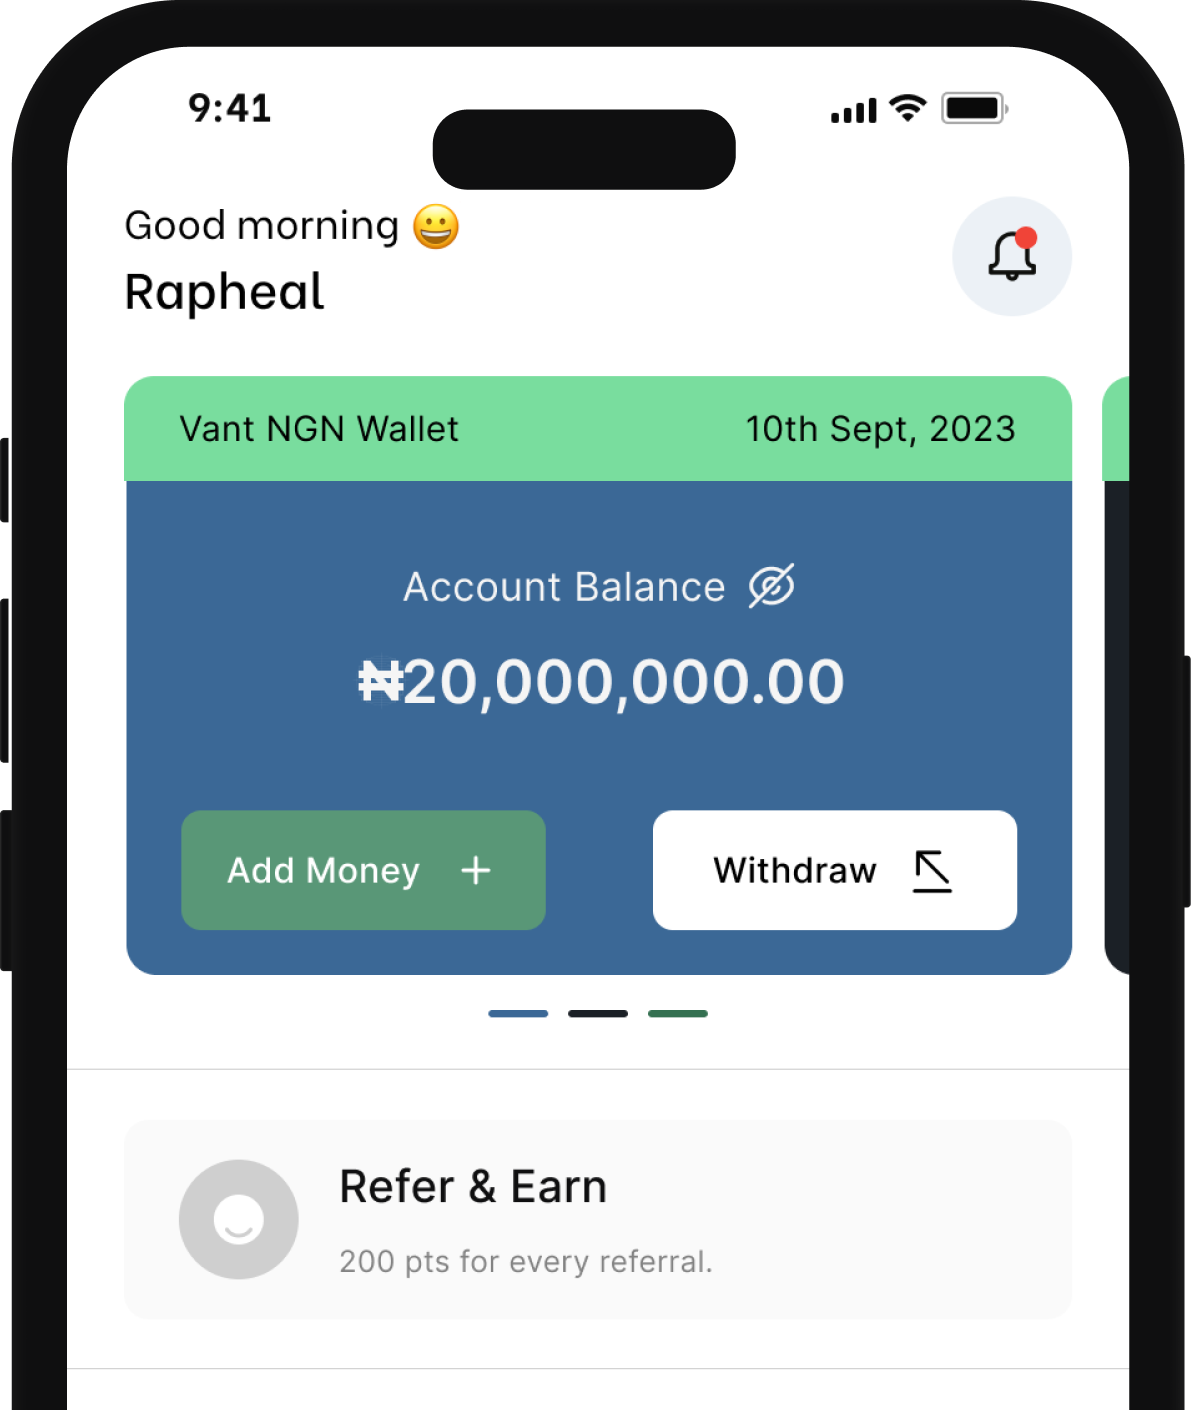 9:41
Good morning 😀
Rapheal
Vant NGN Wallet 10th Sept, 2023
Account Balance
₦20,000,000.00
Add Money +
Withdraw
Refer & Earn
200 pts for every referral.